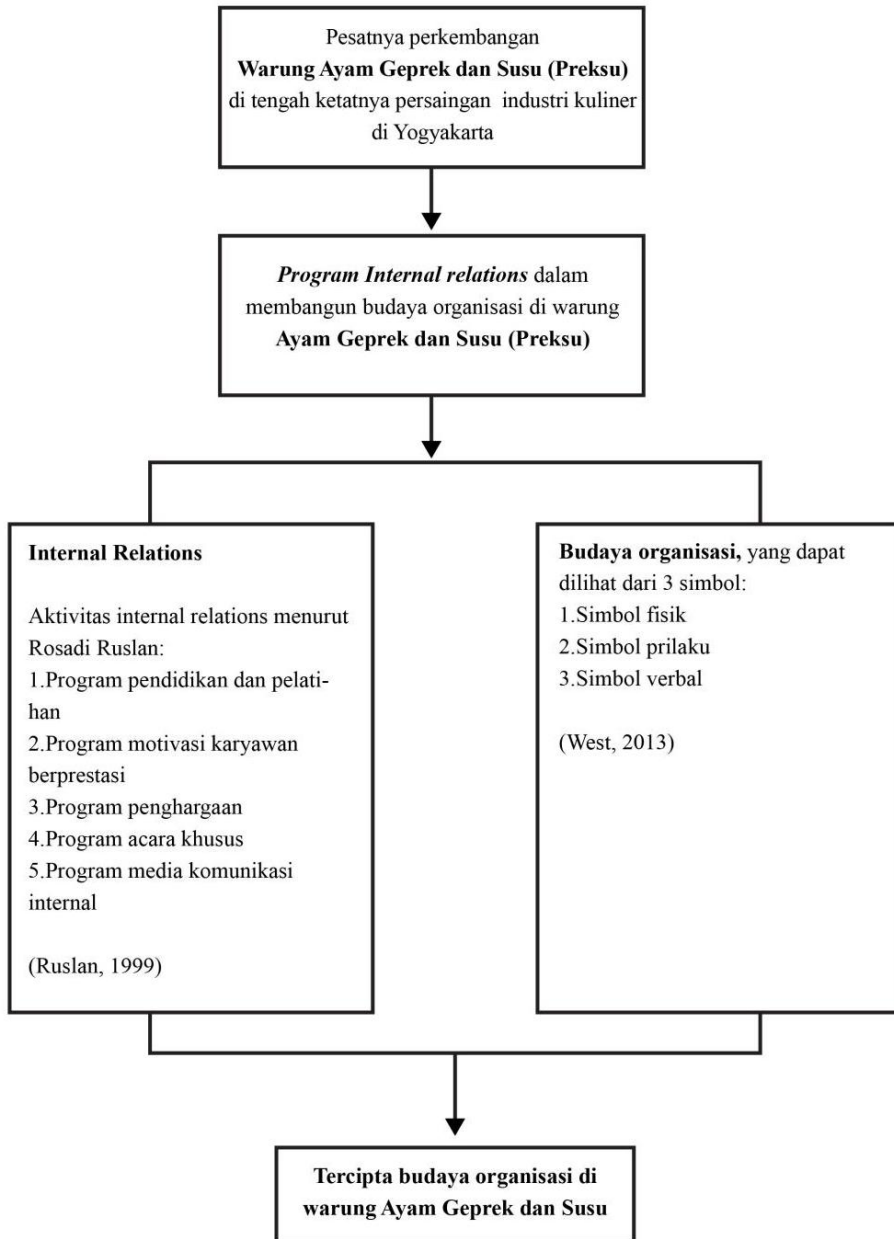 Pesatnya perkembangan
Warung Ayam Geprek dan Susu (Preksu)
di tengah ketatnya persaingan industri kuliner
di Yogyakarta
Program Internal relations dalam
membangun budaya organisasi di warung
Ayam Geprek dan Susu (Preksu)
Internal Relations
Aktivitas internal relations menurut
Rosadi Ruslan:
1.Program pendidikan dan pelati-
han
2.Program motivasi karyawan
berprestasi
3.Program penghargaan
4.Program acara khusus
5.Program media komunikasi
internal
(Ruslan, 1999)
Budaya organisasi, yang dapat
dilihat dari 3 simbol:
1.Simbol fisik
2.Simbol prilaku
3.Simbol verbal
(West, 2013)
Tercipta budaya organisasi di
warung Ayam Geprek dan Susu